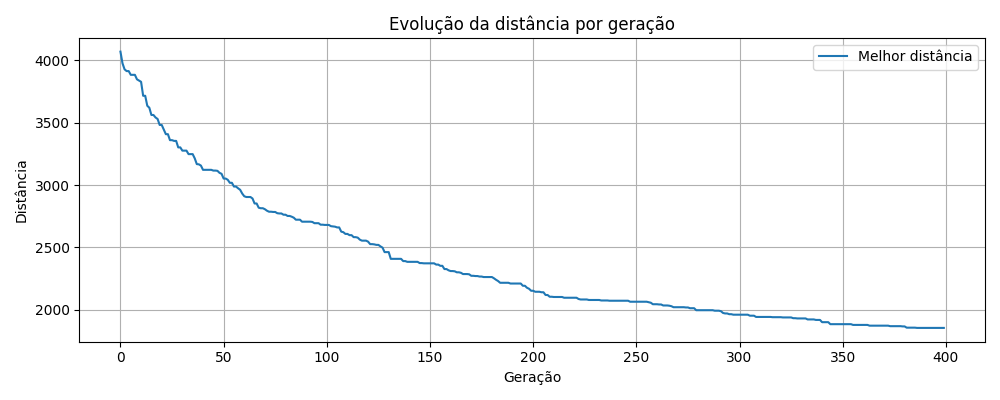 Evolução da distância por geração
Melhor distância
Distância
4000
3500
3000
2500
2000
0 50 100 150 200 250 300 350 400
Geração